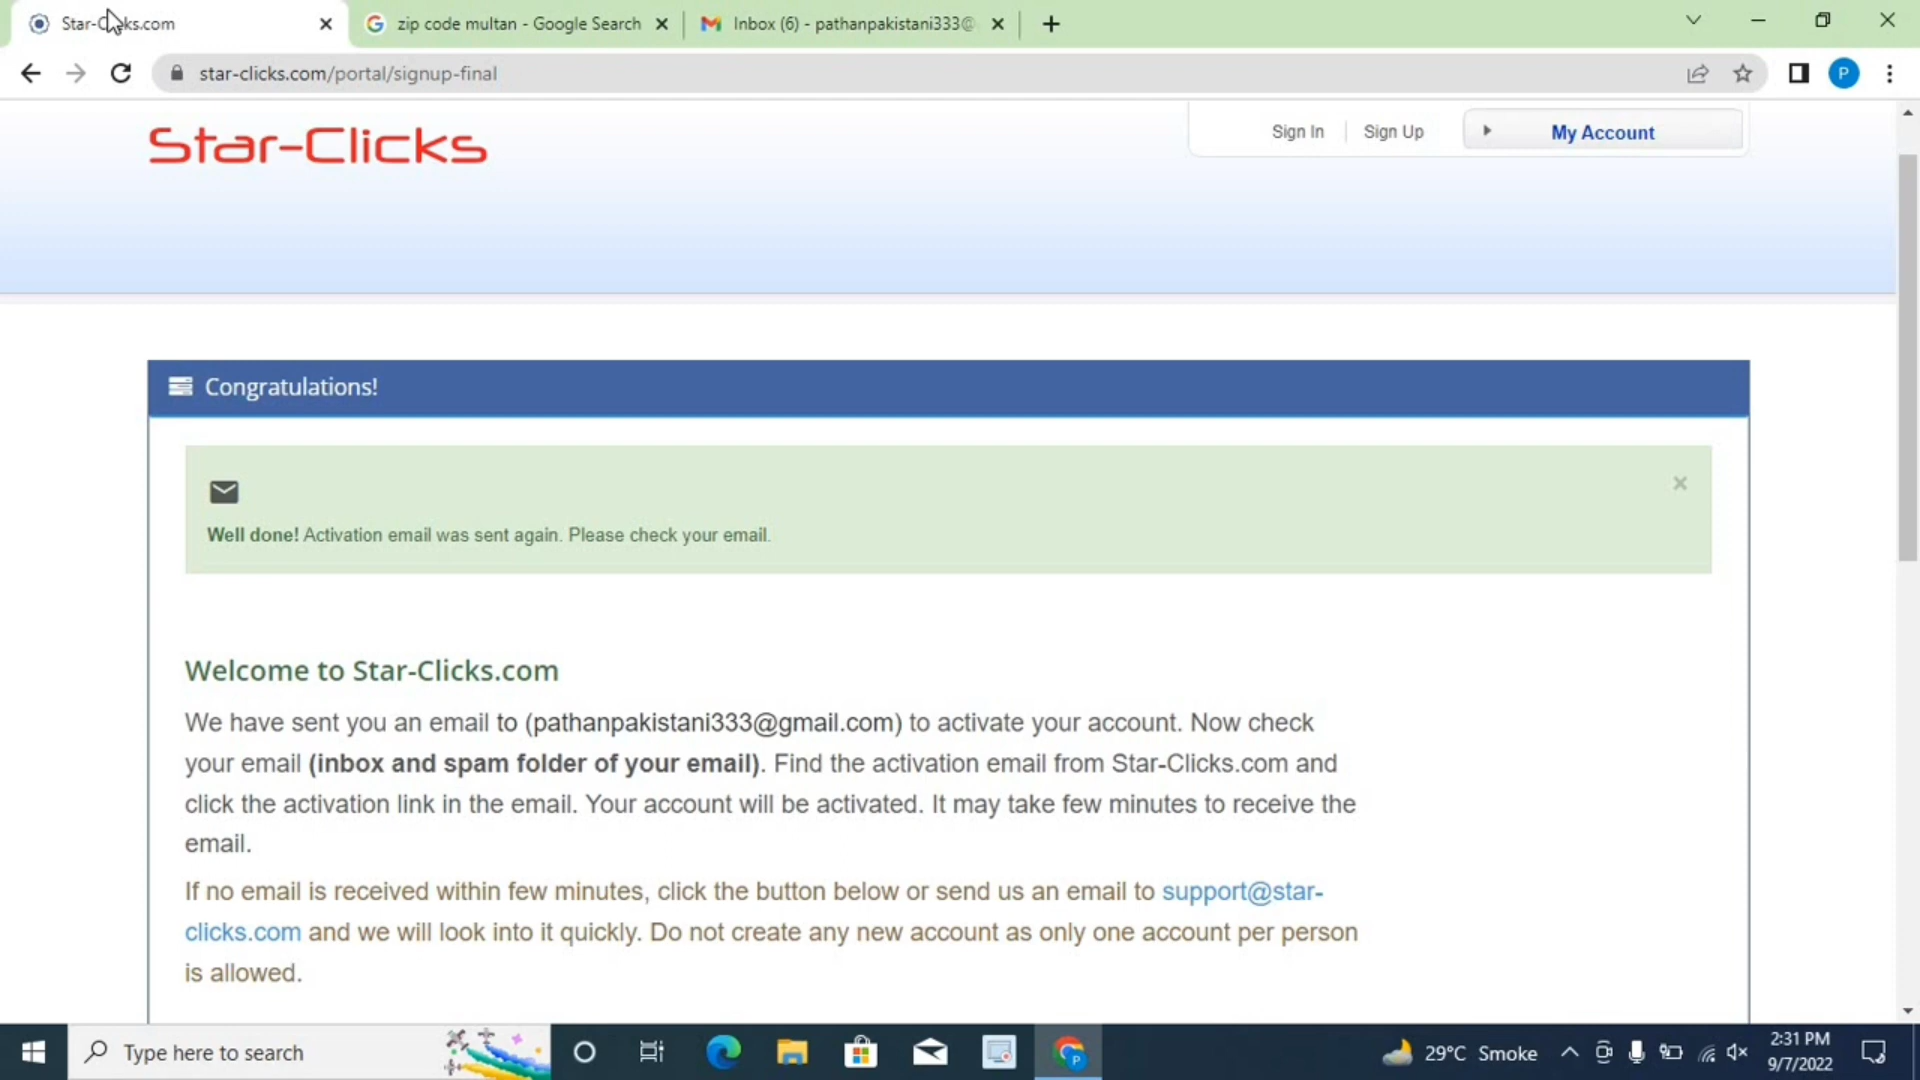 Star-Clicks.com
zip code multan - Google Search
Inbox (6) - pathanpakistani333@
star-clicks.com/portal/signup-final
P
Star-Clicks
Sign In
Sign Up
My Account
Congratulations!
Well done! Activation email was sent again. Please check your email.
Welcome to Star-Clicks.com
We have sent you an email to (pathanpakistani333@gmail.com) to activate your account. Now check
your email (inbox and spam folder of your email). Find the activation email from Star-Clicks.com and
click the activation link in the email. Your account will be activated. It may take few minutes to receive the
email.
If no email is received within few minutes, click the button below or send us an email to support@star-
clicks.com and we will look into it quickly. Do not create any new account as only one account per person
is allowed.
Type here to search
P
29°C Smoke
2:31 PM
9/7/2022